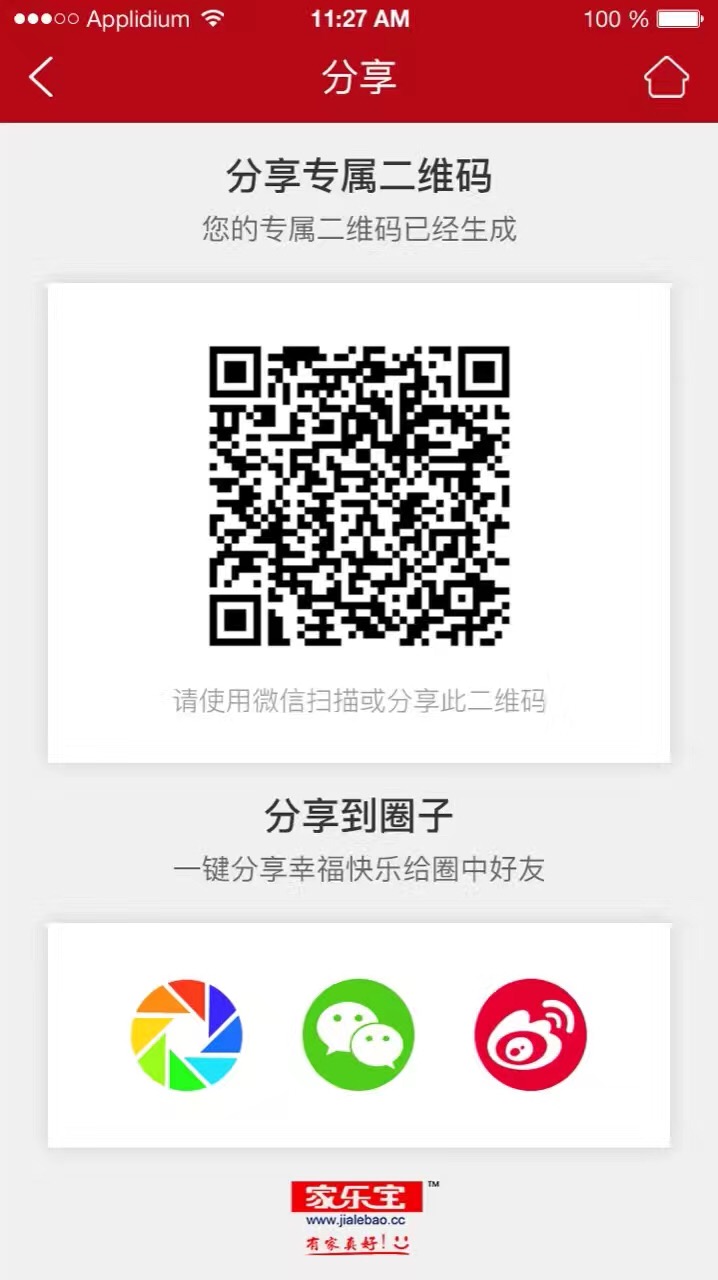 Applidium 11:27 AM 100 %
分享
分享专属二维码
您的专属二维码已经生成
请使用微信扫描或分享此二维码
分享到圈子
一键分享幸福快乐给圈中好友
家乐宝™
www.jialebao.cc
有家真好!